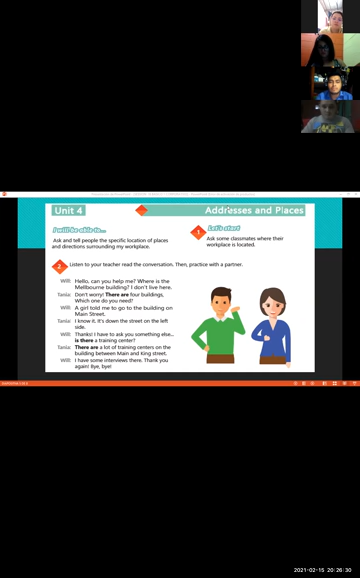 Unit 4
Addresses and Places
I will be able to...
Ask and tell people the specific location of places
and directions surrounding my workplace.
1
Let's start
Ask some classmates where their
workplace is located.
2
Listen to your teacher read the conversation. Then, practice with a partner.
Will: Hello, can you help me? Where is the
Mellbourne building? I don't live here.
Tania: Don't worry! There are four buildings,
Which one do you need?
Will: A girl told me to go to the building on
Main Street.
Tania: I know it. It's down the street on the left
side.
Will: Thanks! I have to ask you something else...
is there a training center?
Tania: There are a lot of training centers on the
building between Main and King street.
Will: I have some interviews there. Thank you
again! Bye, bye!
2021-02-15 20:26:30